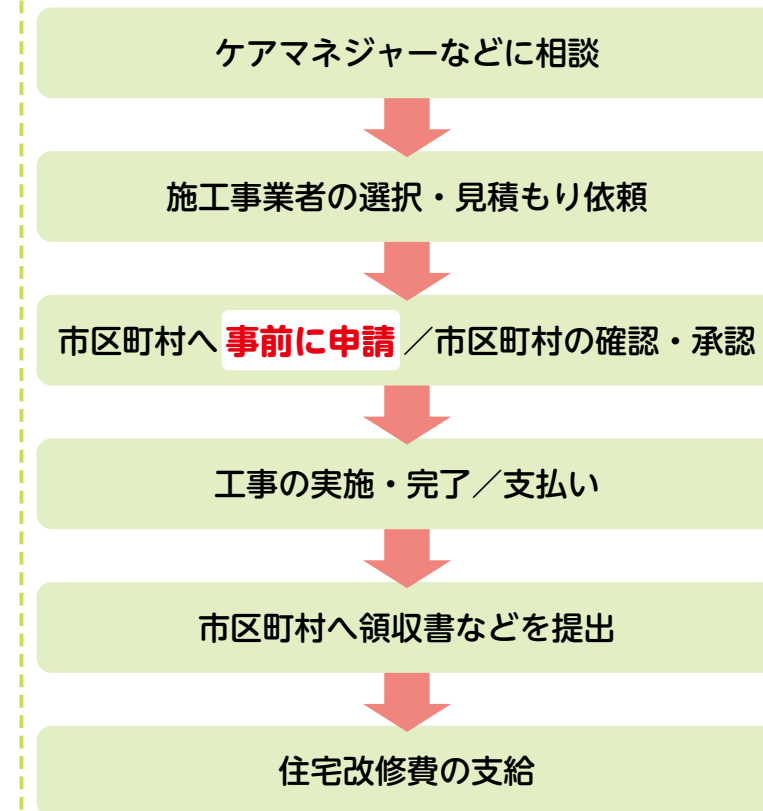 ケアマネジャーなどに相談
施工事業者の選択・見積もり依頼
市区町村へ事前に申請／市区町村の確認・承認
工事の実施・完了／支払い
市区町村へ領収書などを提出
住宅改修費の支給